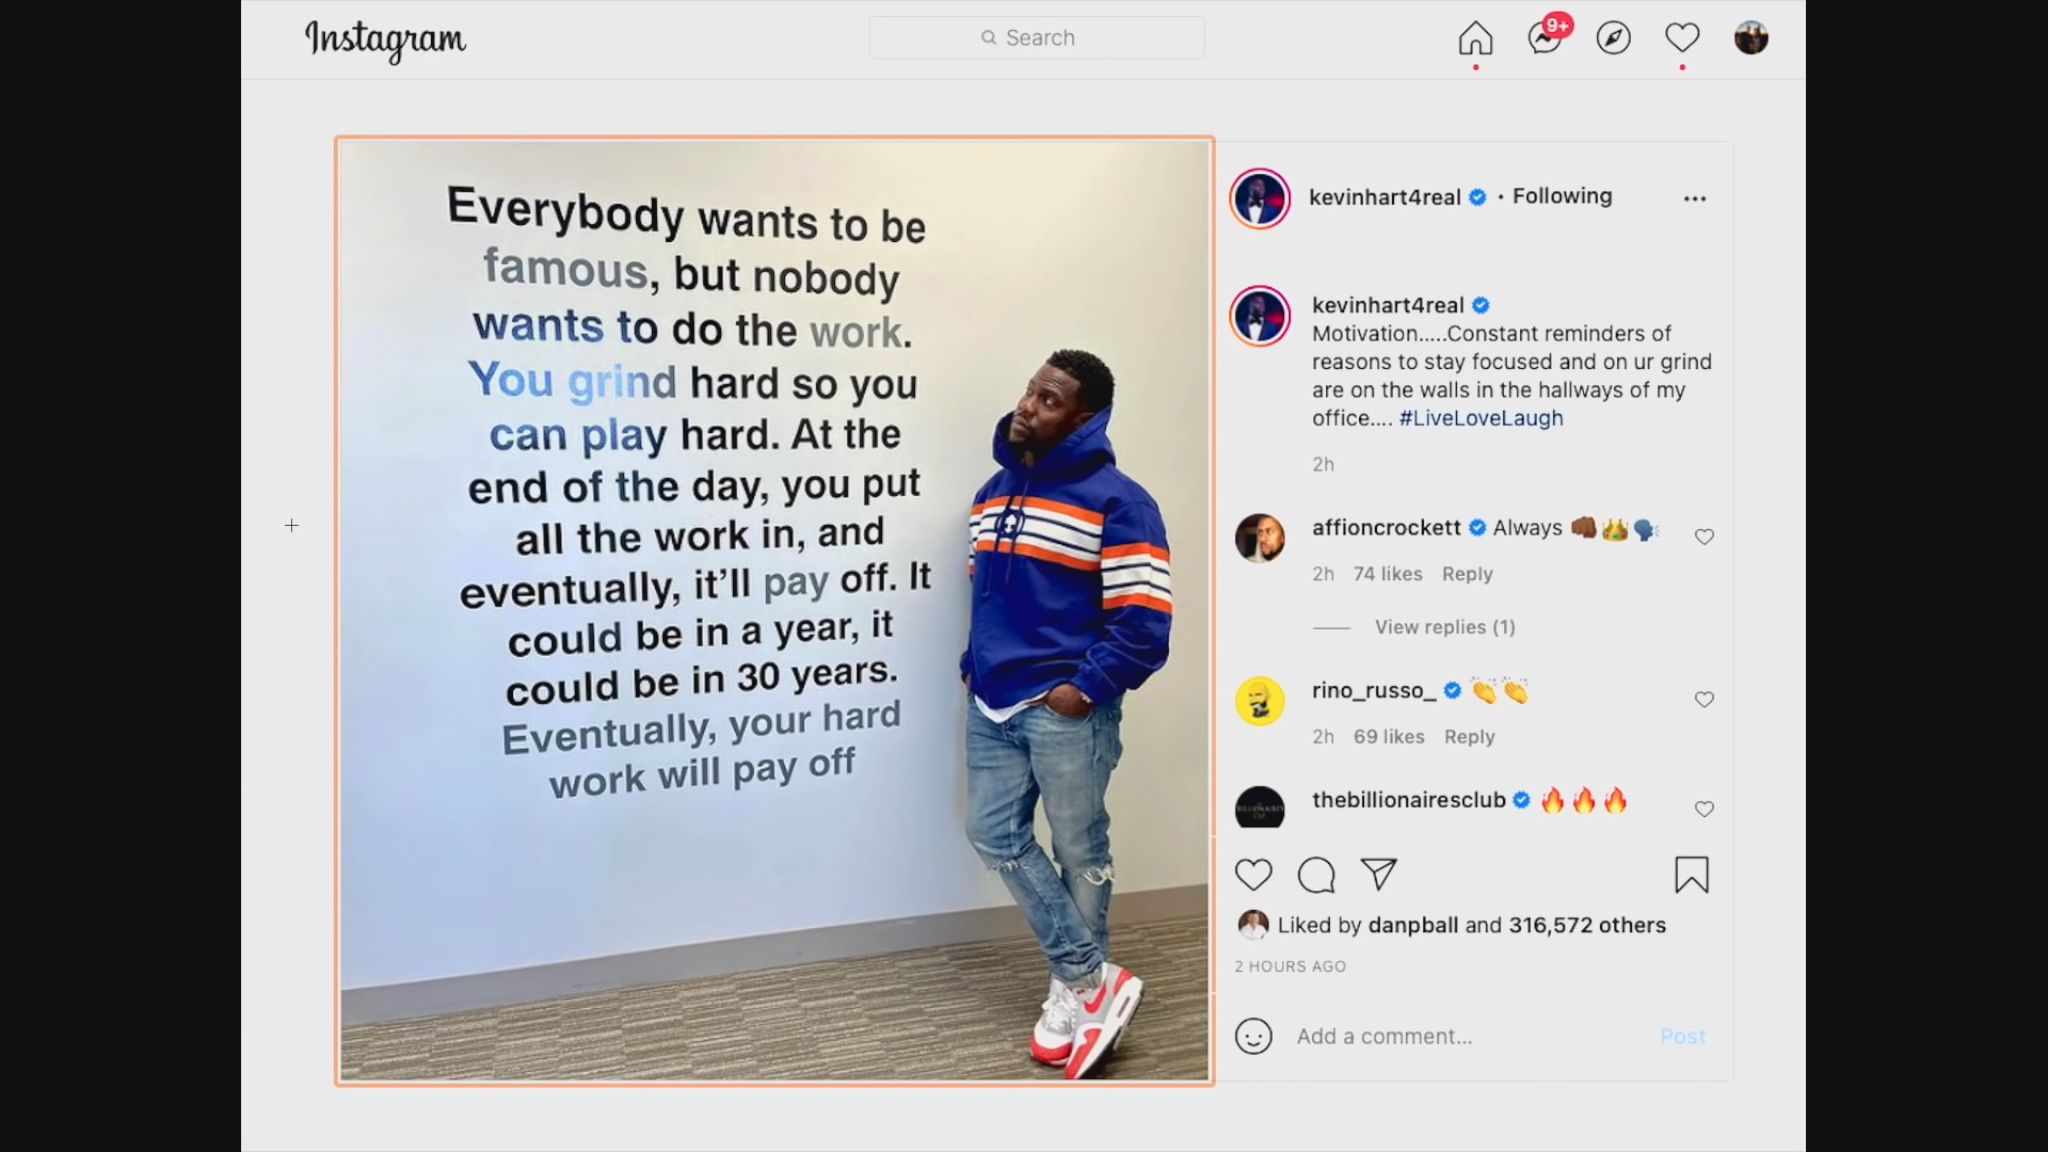 Instagram
Search
9+
Everybody wants to be
famous, but nobody
wants to do the work.
You grind hard so you
can play hard. At the
end of the day, you put
all the work in, and
eventually, it'll pay off. It
could be in a year, it
could be in 30 years.
Eventually, your hard
work will pay off
kevinhart4real • Following
kevinhart4real
Motivation.....Constant reminders of
reasons to stay focused and on ur grind
are on the walls in the hallways of my
office.... #LiveLoveLaugh
2h
affioncrockett Always 👊🏾👑🗣
2h 74 likes Reply
View replies (1)
rino_russo_ 👏👏
2h 69 likes Reply
thebillionairesclub 🔥🔥🔥
Liked by danpball and 316,572 others
2 HOURS AGO
Add a comment...
Post